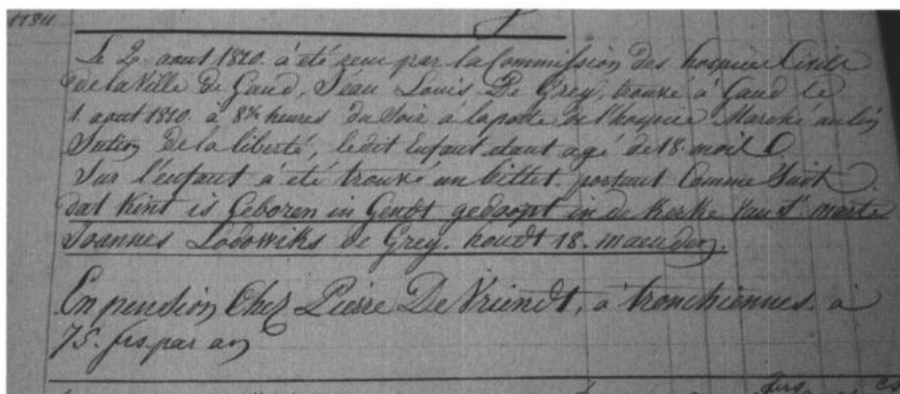 Le 2. aout 1810. à été recu par la Commission des hospices Civils
de la Ville de Gand, Jean Louis De Grey, trouvé à Gand le
1. aout 1810. à 8½ heures du Soir à la porte de l'hospice Marché au lin
Section de la liberté, ledit Enfant étant agé de 18. mois
Sur l'enfant à été trouvé un billet portant Comme Suit
dat Kint is Geboren in Gendt gedoopt in de Kerke van St. marte
Joannes Lodowiks de Grey. houdt 18. maenden.
En pension Chez Pierre De Vriendt, à tronchiennes. à
75. frs. par an